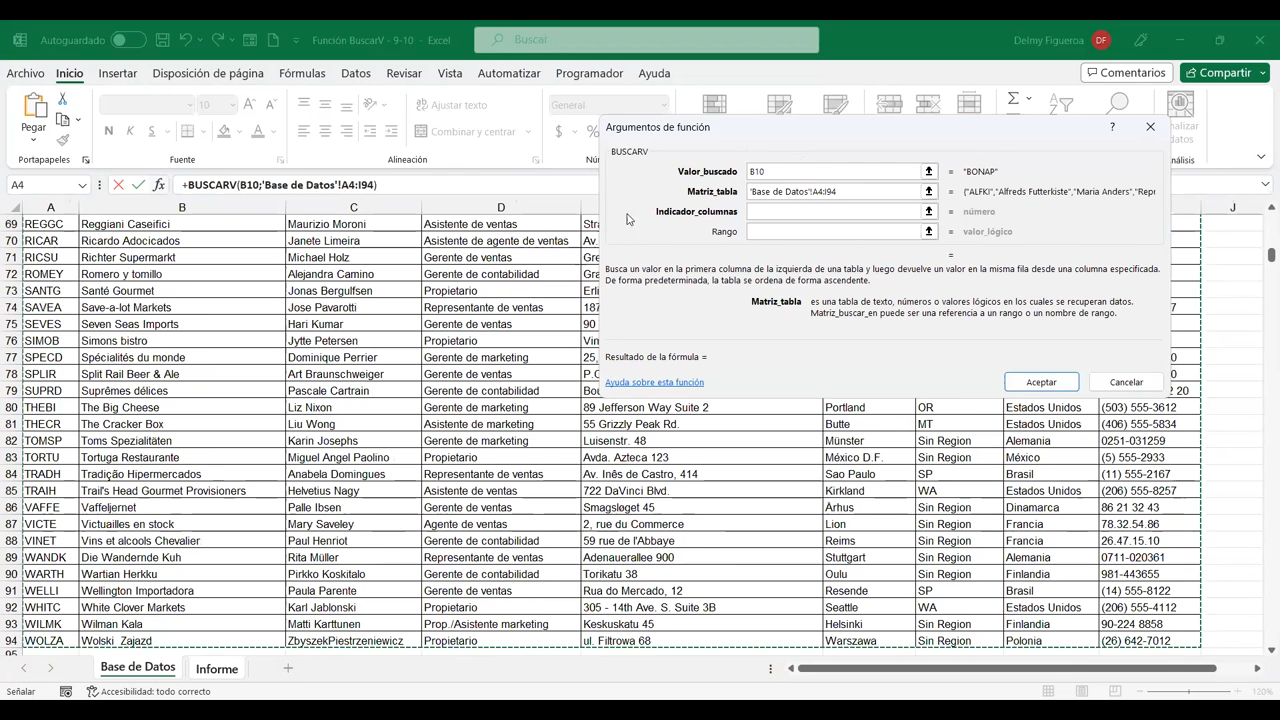 Autoguardado
Función BuscarV - 9-10 - Excel
Buscar
Delmy Figueroa
DF
Archivo Inicio Insertar Disposición de página Fórmulas Datos Revisar Vista Automatizar Programador Ayuda
Comentarios
Compartir
Pegar
10
Ajustar texto
General
N K S
Combinar y centrar
Portapapeles Fuente Alineación
A4
+BUSCARV(B10;'Base de Datos'!A4:I94)
Argumentos de función
? ×
BUSCARV
Valor_buscado B10 = "BONAP"
Matriz_tabla 'Base de Datos'!A4:I94 = {"ALFKI"\"Alfreds Futterkiste"\"Maria Anders"\"Repr
Indicador_columnas = número
Rango = valor_lógico
=
Busca un valor en la primera columna de la izquierda de una tabla y luego devuelve un valor en la misma fila desde una columna especificada.
De forma predeterminada, la tabla se ordena de forma ascendente.
Matriz_tabla es una tabla de texto, números o valores lógicos en los cuales se recuperan datos.
Matriz_buscar_en puede ser una referencia a un rango o un nombre de rango.
Resultado de la fórmula =
Ayuda sobre esta función
Aceptar Cancelar
A B C D J
69 REGGC Reggiani Caseifici Maurizio Moroni Asistente de ventas Stra
70 RICAR Ricardo Adocicados Janete Limeira Asistente de agente de ventas Av.
71 RICSU Richter Supermarkt Michael Holz Gerente de ventas Gre
72 ROMEY Romero y tomillo Alejandra Camino Gerente de contabilidad Gra
73 SANTG Santé Gourmet Jonas Bergulfsen Propietario Erli
74 SAVEA Save-a-lot Markets Jose Pavarotti Representante de ventas 187 7
75 SEVES Seven Seas Imports Hari Kumar Gerente de ventas 90
76 SIMOB Simons bistro Jytte Petersen Propietario Vin
77 SPECD Spécialités du monde Dominique Perrier Gerente de marketing 25, 0
78 SPLIR Split Rail Beer & Ale Art Braunschweiger Gerente de ventas P.O 0
79 SUPRD Suprêmes délices Pascale Cartrain Gerente de contabilidad Bou 2 20
80 THEBI The Big Cheese Liz Nixon Gerente de marketing 89 Jefferson Way Suite 2 Portland OR Estados Unidos (503) 555-3612
81 THECR The Cracker Box Liu Wong Asistente de marketing 55 Grizzly Peak Rd. Butte MT Estados Unidos (406) 555-5834
82 TOMSP Toms Spezialitäten Karin Josephs Gerente de marketing Luisenstr. 48 Münster Sin Region Alemania 0251-031259
83 TORTU Tortuga Restaurante Miguel Angel Paolino Propietario Avda. Azteca 123 México D.F. Sin Region México (5) 555-2933
84 TRADH Tradição Hipermercados Anabela Domingues Representante de ventas Av. Inês de Castro, 414 Sao Paulo SP Brasil (11) 555-2167
85 TRAIH Trail's Head Gourmet Provisioners Helvetius Nagy Asistente de ventas 722 DaVinci Blvd. Kirkland WA Estados Unidos (206) 555-8257
86 VAFFE Vaffeljernet Palle Ibsen Gerente de ventas Smagsløget 45 Århus Sin Region Dinamarca 86 21 32 43
87 VICTE Victuailles en stock Mary Saveley Agente de ventas 2, rue du Commerce Lion Sin Region Francia 78.32.54.86
88 VINET Vins et alcools Chevalier Paul Henriot Gerente de contabilidad 59 rue de l'Abbaye Reims Sin Region Francia 26.47.15.10
89 WANDK Die Wandernde Kuh Rita Müller Representante de ventas Adenauerallee 900 Stuttgart Sin Region Alemania 0711-020361
90 WARTH Wartian Herkku Pirkko Koskitalo Gerente de contabilidad Torikatu 38 Oulu Sin Region Finlandia 981-443655
91 WELLI Wellington Importadora Paula Parente Gerente de ventas Rua do Mercado, 12 Resende SP Brasil (14) 555-8122
92 WHITC White Clover Markets Karl Jablonski Propietario 305 - 14th Ave. S. Suite 3B Seattle WA Estados Unidos (206) 555-4112
93 WILMK Wilman Kala Matti Karttunen Prop./Asistente marketing Keskuskatu 45 Helsinki Sin Region Finlandia 90-224 8858
94 WOLZA Wolski Zajazd ZbyszekPiestrzeniewicz Propietario ul. Filtrowa 68 Warszawa Sin Region Polonia (26) 642-7012
95
Base de Datos Informe
Señalar
Accesibilidad: todo correcto
120%